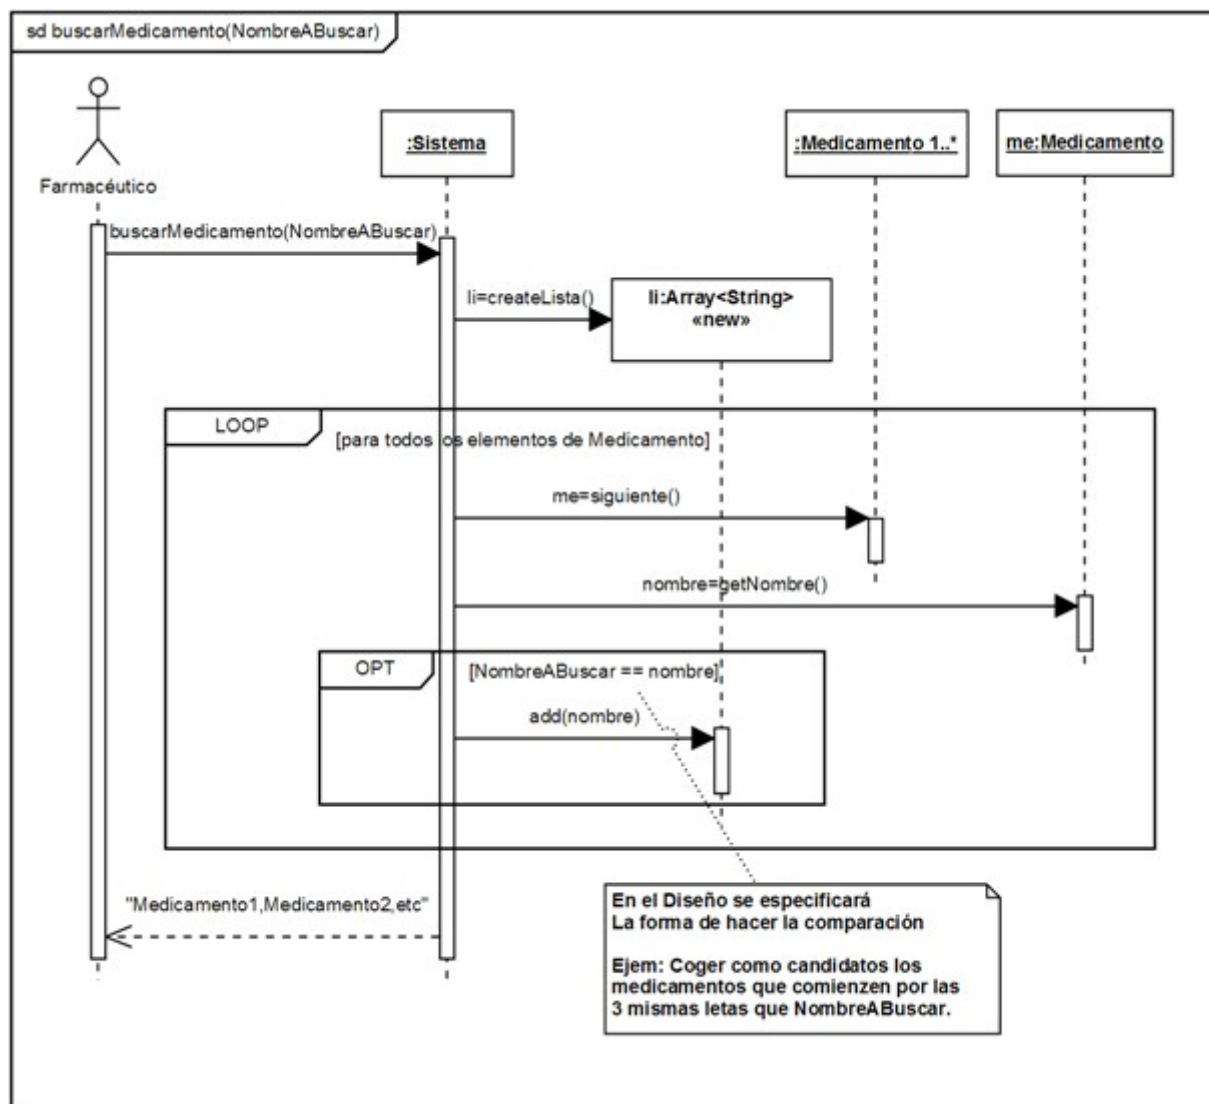 sd buscarMedicamento(NombreABuscar)
:Sistema
:Medicamento 1..*
me:Medicamento
Farmacéutico
buscarMedicamento(NombreABuscar)
li=createLista()
li:Array<String>
«new»
LOOP
[para todos los elementos de Medicamento]
me=siguiente()
nombre=getNombre()
OPT
[NombreABuscar == nombre]
add(nombre)
"Medicamento1,Medicamento2,etc"
En el Diseño se especificará
La forma de hacer la comparación
Ejem: Coger como candidatos los
medicamentos que comienzen por las
3 mismas letas que NombreABuscar.